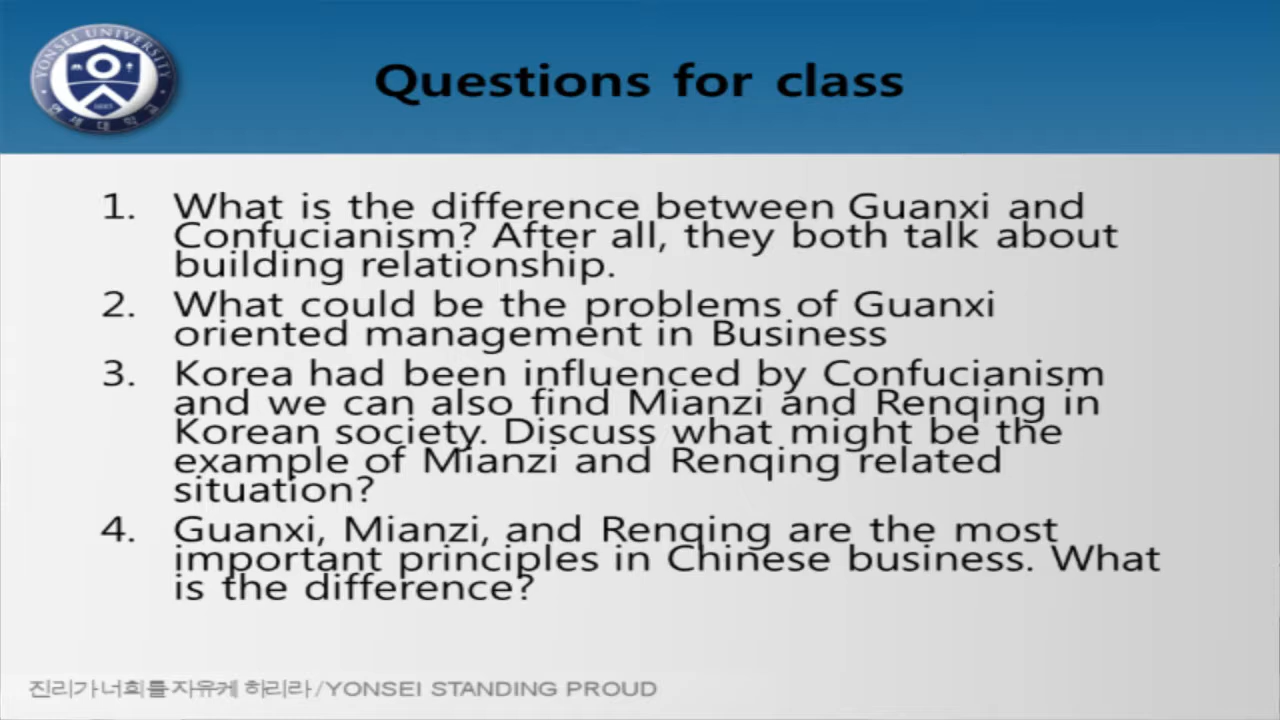 YONSEI UNIVERSITY
연세대학교
Questions for class
1. What is the difference between Guanxi and
Confucianism? After all, they both talk about
building relationship.
2. What could be the problems of Guanxi
oriented management in Business
3. Korea had been influenced by Confucianism
and we can also find Mianzi and Renqing in
Korean society. Discuss what might be the
example of Mianzi and Renqing related
situation?
4. Guanxi, Mianzi, and Renqing are the most
important principles in Chinese business. What
is the difference?
진리가 너희를 자유케 하리라 /YONSEI STANDING PROUD